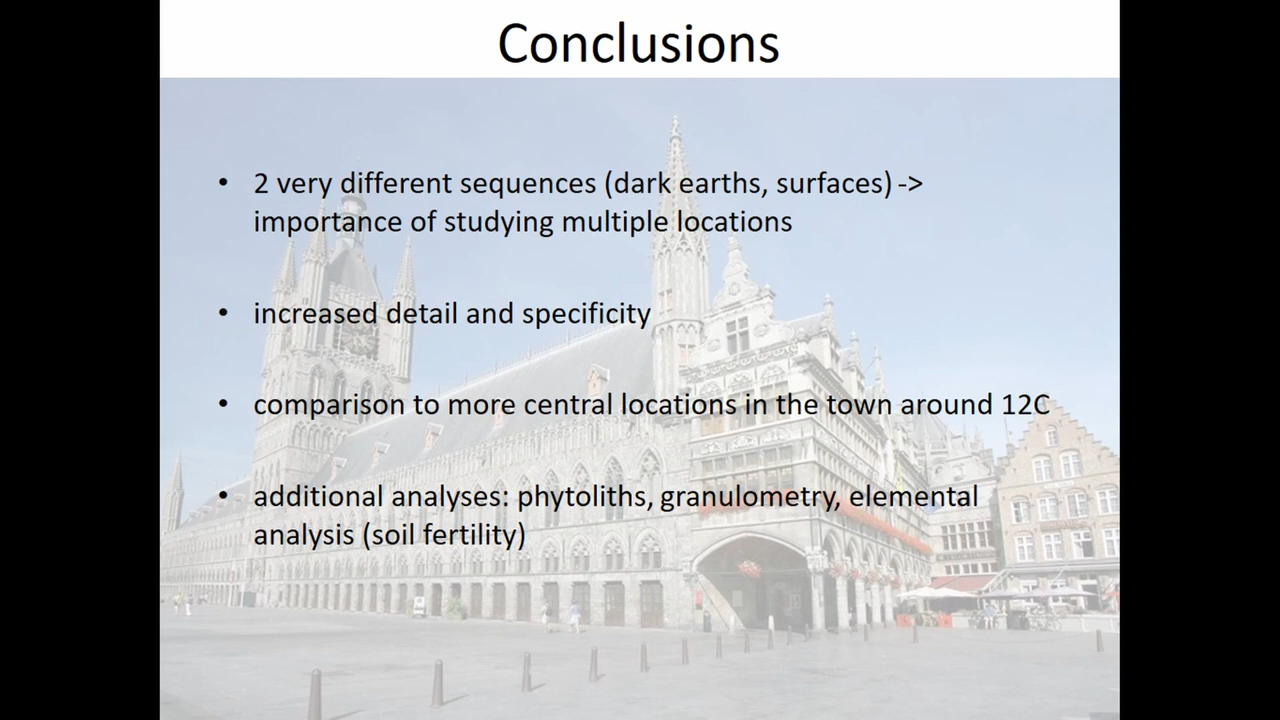 Conclusions
• 2 very different sequences (dark earths, surfaces) ->
importance of studying multiple locations
• increased detail and specificity
• comparison to more central locations in the town around 12C
• additional analyses: phytoliths, granulometry, elemental
analysis (soil fertility)